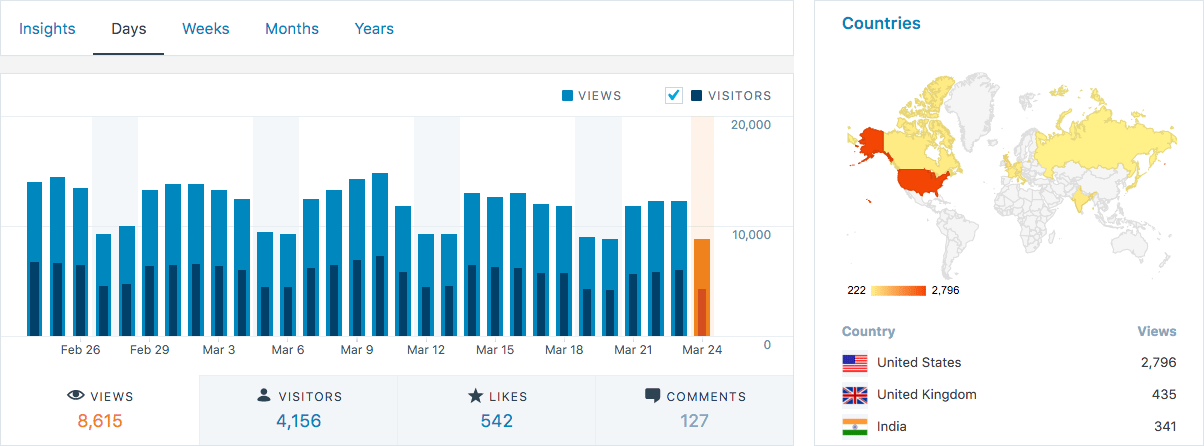 Insights Days Weeks Months Years
VIEWS VISITORS
20,000
10,000
0
Feb 26 Feb 29 Mar 3 Mar 6 Mar 9 Mar 12 Mar 15 Mar 18 Mar 21 Mar 24
VIEWS VISITORS LIKES COMMENTS
8,615 4,156 542 127
Countries
222 2,796
Country Views
United States 2,796
United Kingdom 435
India 341